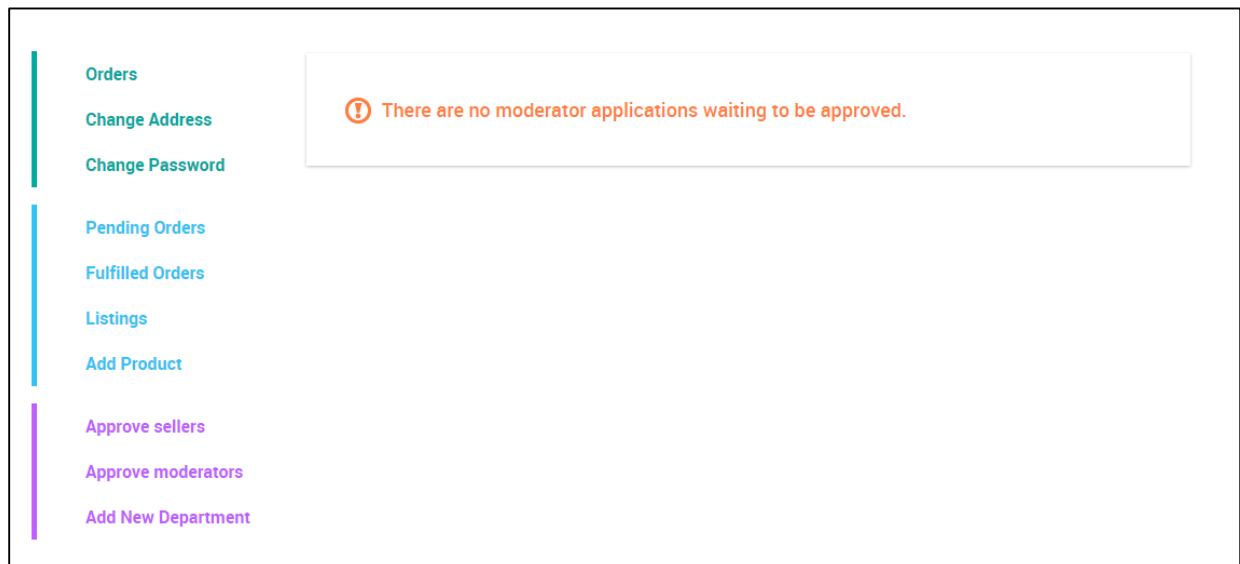 Orders
Change Address
Change Password
Pending Orders
Fulfilled Orders
Listings
Add Product
Approve sellers
Approve moderators
Add New Department
There are no moderator applications waiting to be approved.